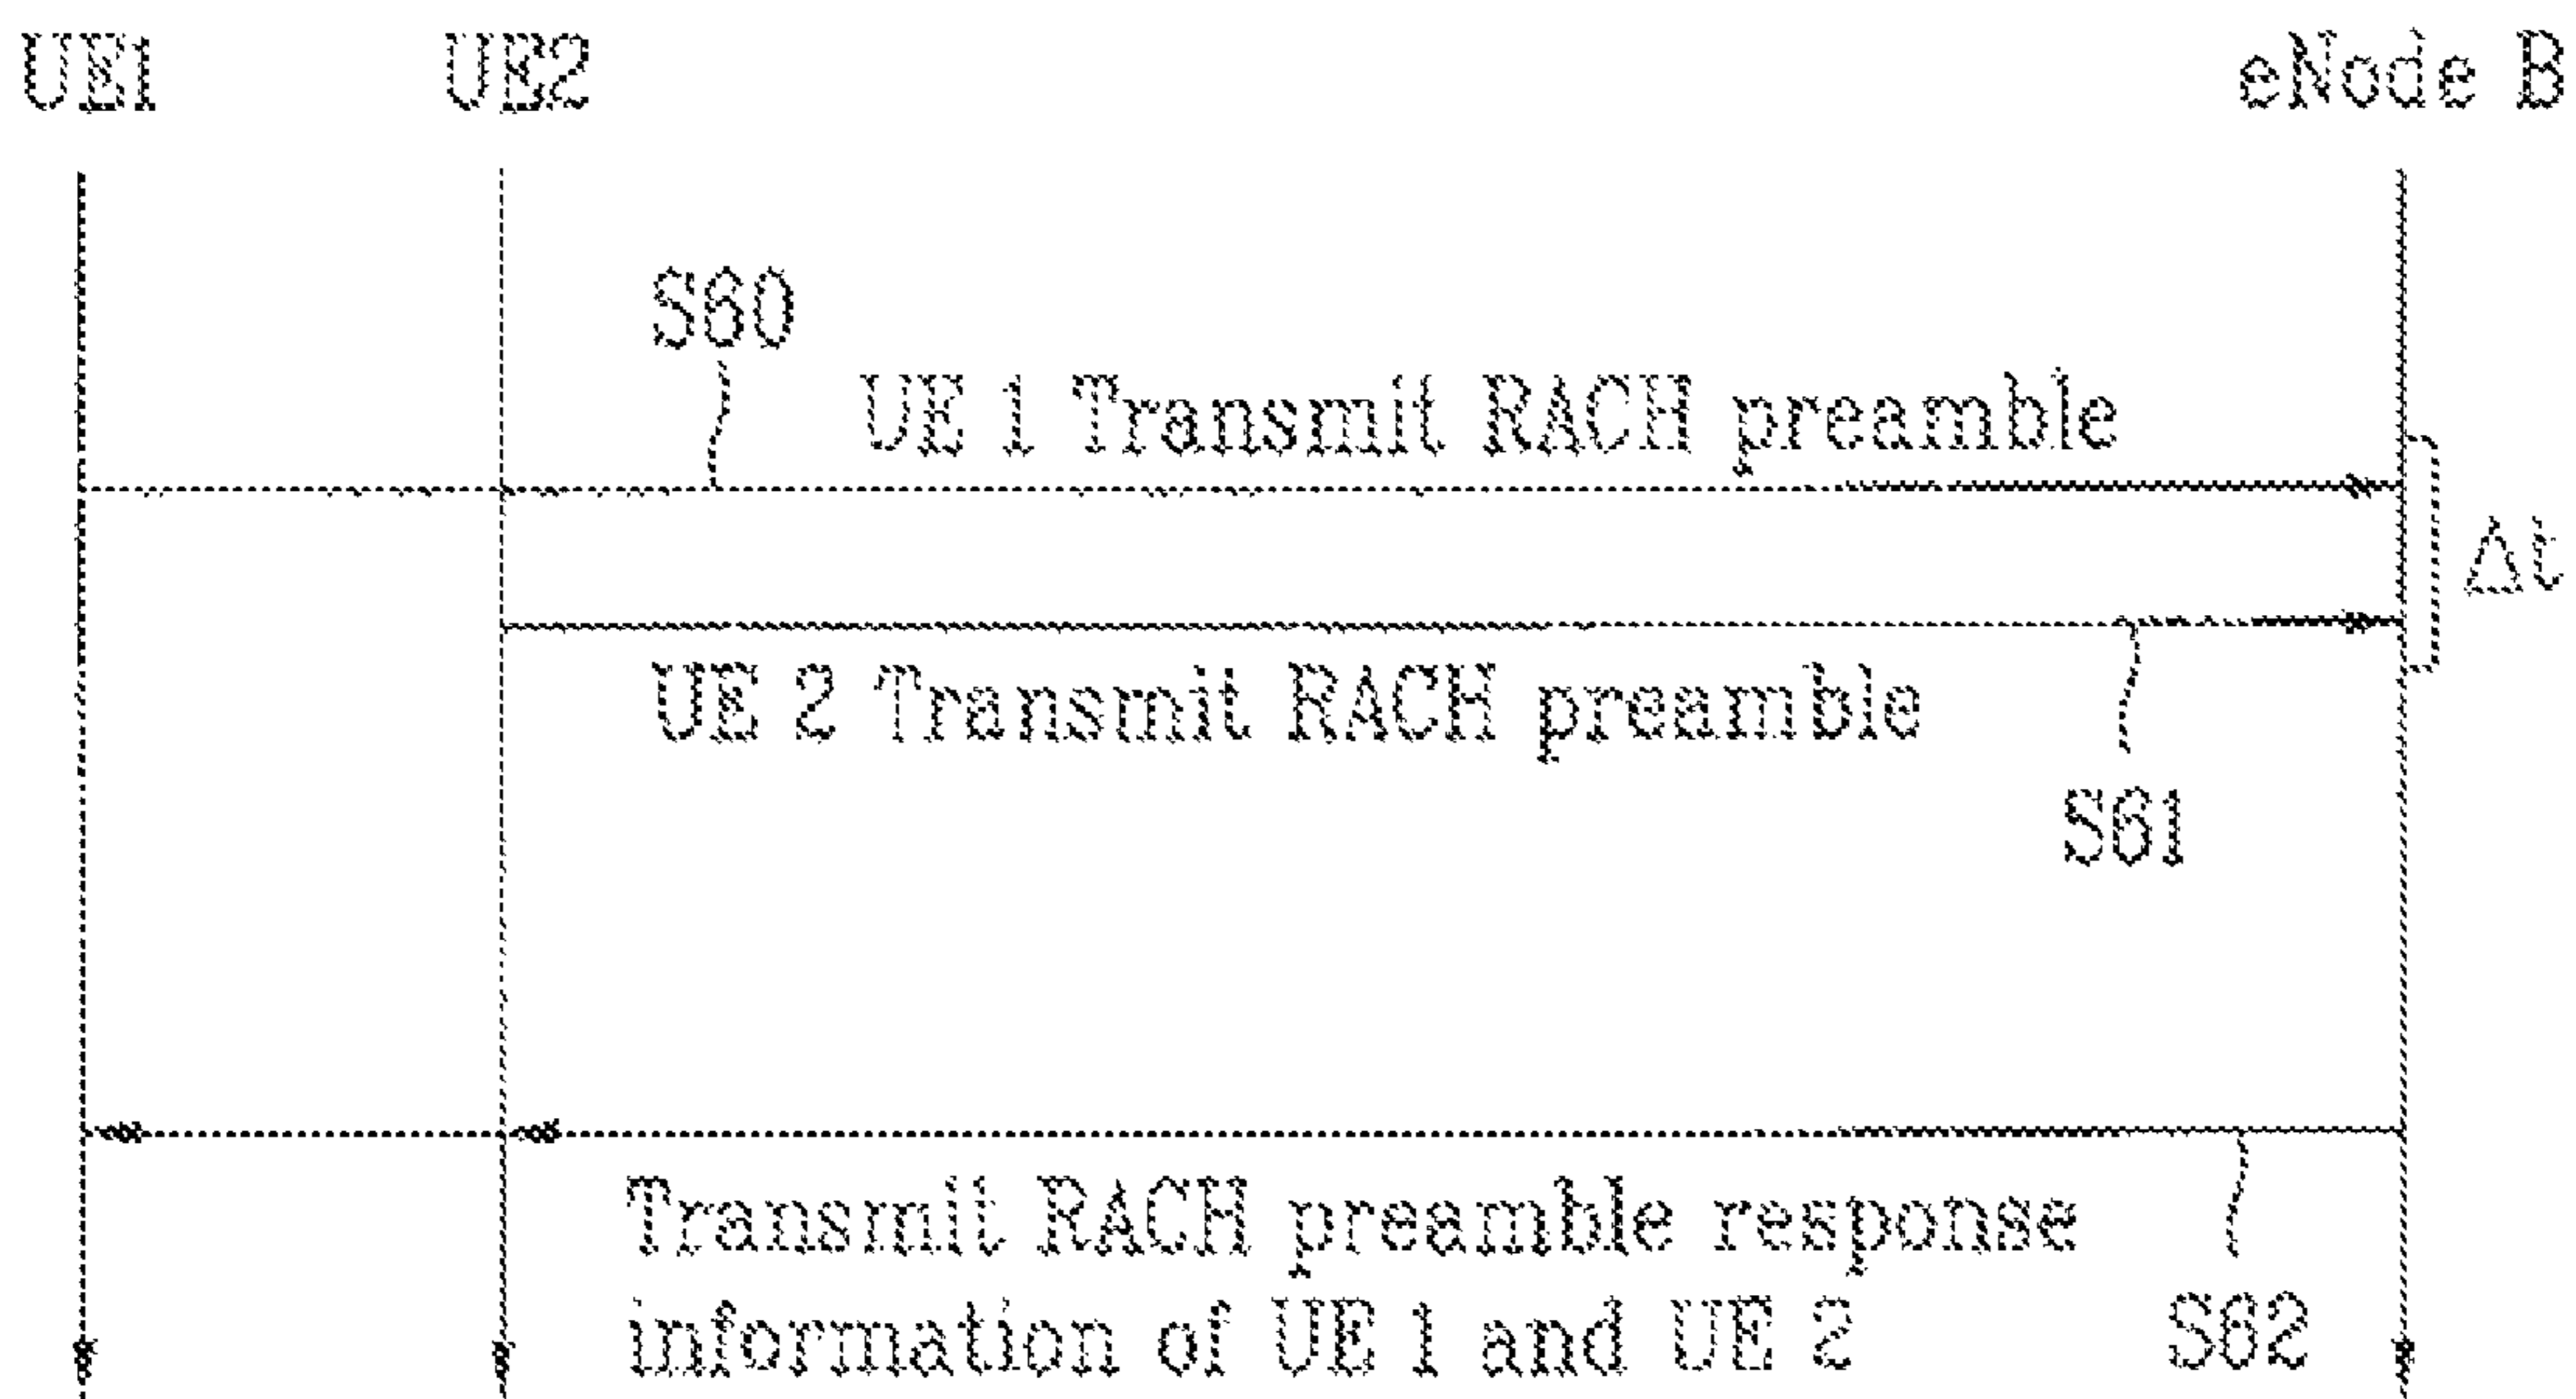 UE1 UE2 eNode B
S60
UE 1 Transmit RACH preamble
Δt
UE 2 Transmit RACH preamble
S61
Transmit RACH preamble response
information of UE 1 and UE 2
S62